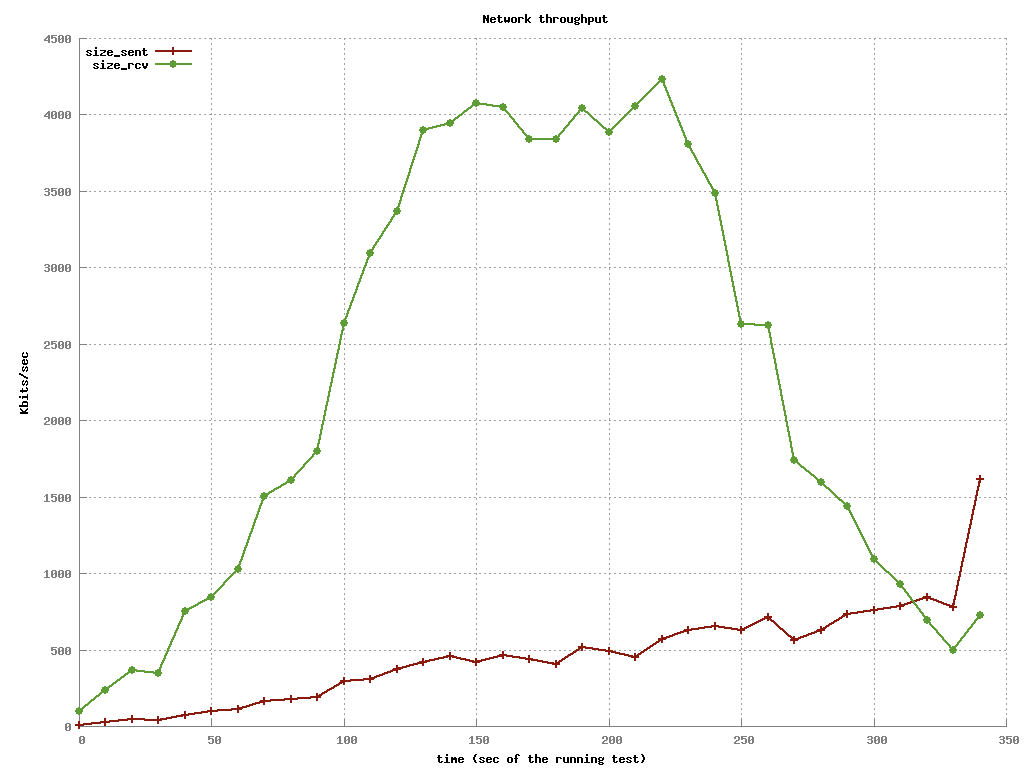 Network throughput
size_sent
size_rcv
4500
4000
3500
3000
2500
2000
1500
1000
500
0
Kbits/sec
0 50 100 150 200 250 300 350
time (sec of the running test)